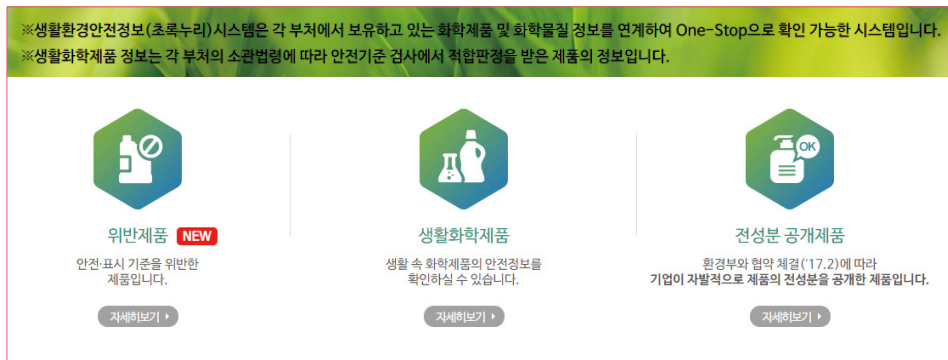 ※생활환경안전정보(초록누리)시스템은 각 부처에서 보유하고 있는 화학제품 및 화학물질 정보를 연계하여 One-Stop으로 확인 가능한 시스템입니다.
※생활화학제품 정보는 각 부처의 소관법령에 따라 안전기준 검사에서 적합판정을 받은 제품의 정보입니다.
OK
위반제품 NEW
안전·표시 기준을 위반한
제품입니다.
자세히보기
생활화학제품
생활 속 화학제품의 안전정보를
확인하실 수 있습니다.
자세히보기
전성분 공개제품
환경부와 협약 체결('17.2)에 따라
기업이 자발적으로 제품의 전성분을 공개한 제품입니다.
자세히보기